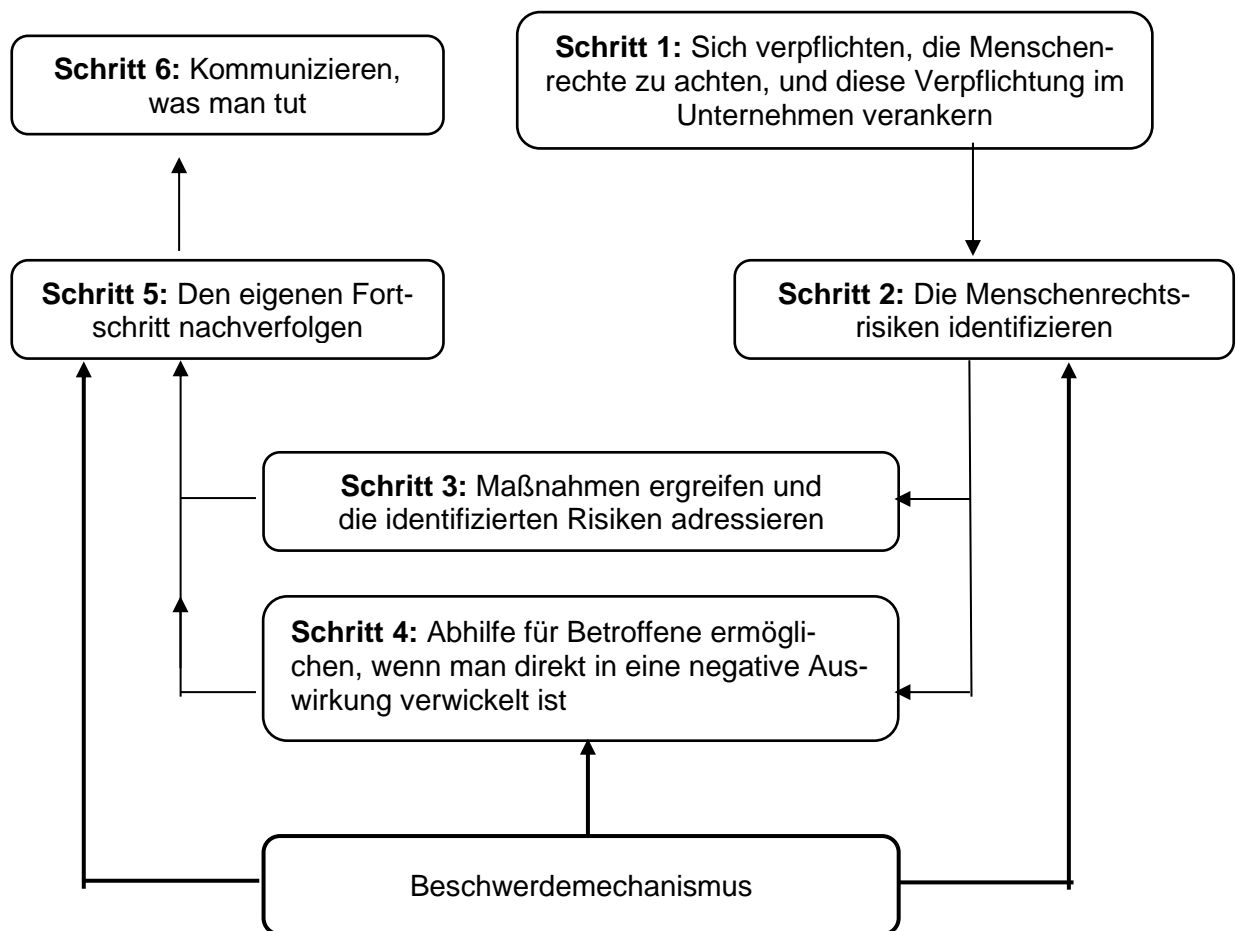 Schritt 1: Sich verpflichten, die Menschen-
rechte zu achten, und diese Verpflichtung im
Unternehmen verankern
Schritt 6: Kommunizieren,
was man tut
Schritt 5: Den eigenen Fort-
schritt nachverfolgen
Schritt 2: Die Menschenrechts-
risiken identifizieren
Schritt 3: Maßnahmen ergreifen und
die identifizierten Risiken adressieren
Schritt 4: Abhilfe für Betroffene ermögli-
chen, wenn man direkt in eine negative Aus-
wirkung verwickelt ist
Beschwerdemechanismus